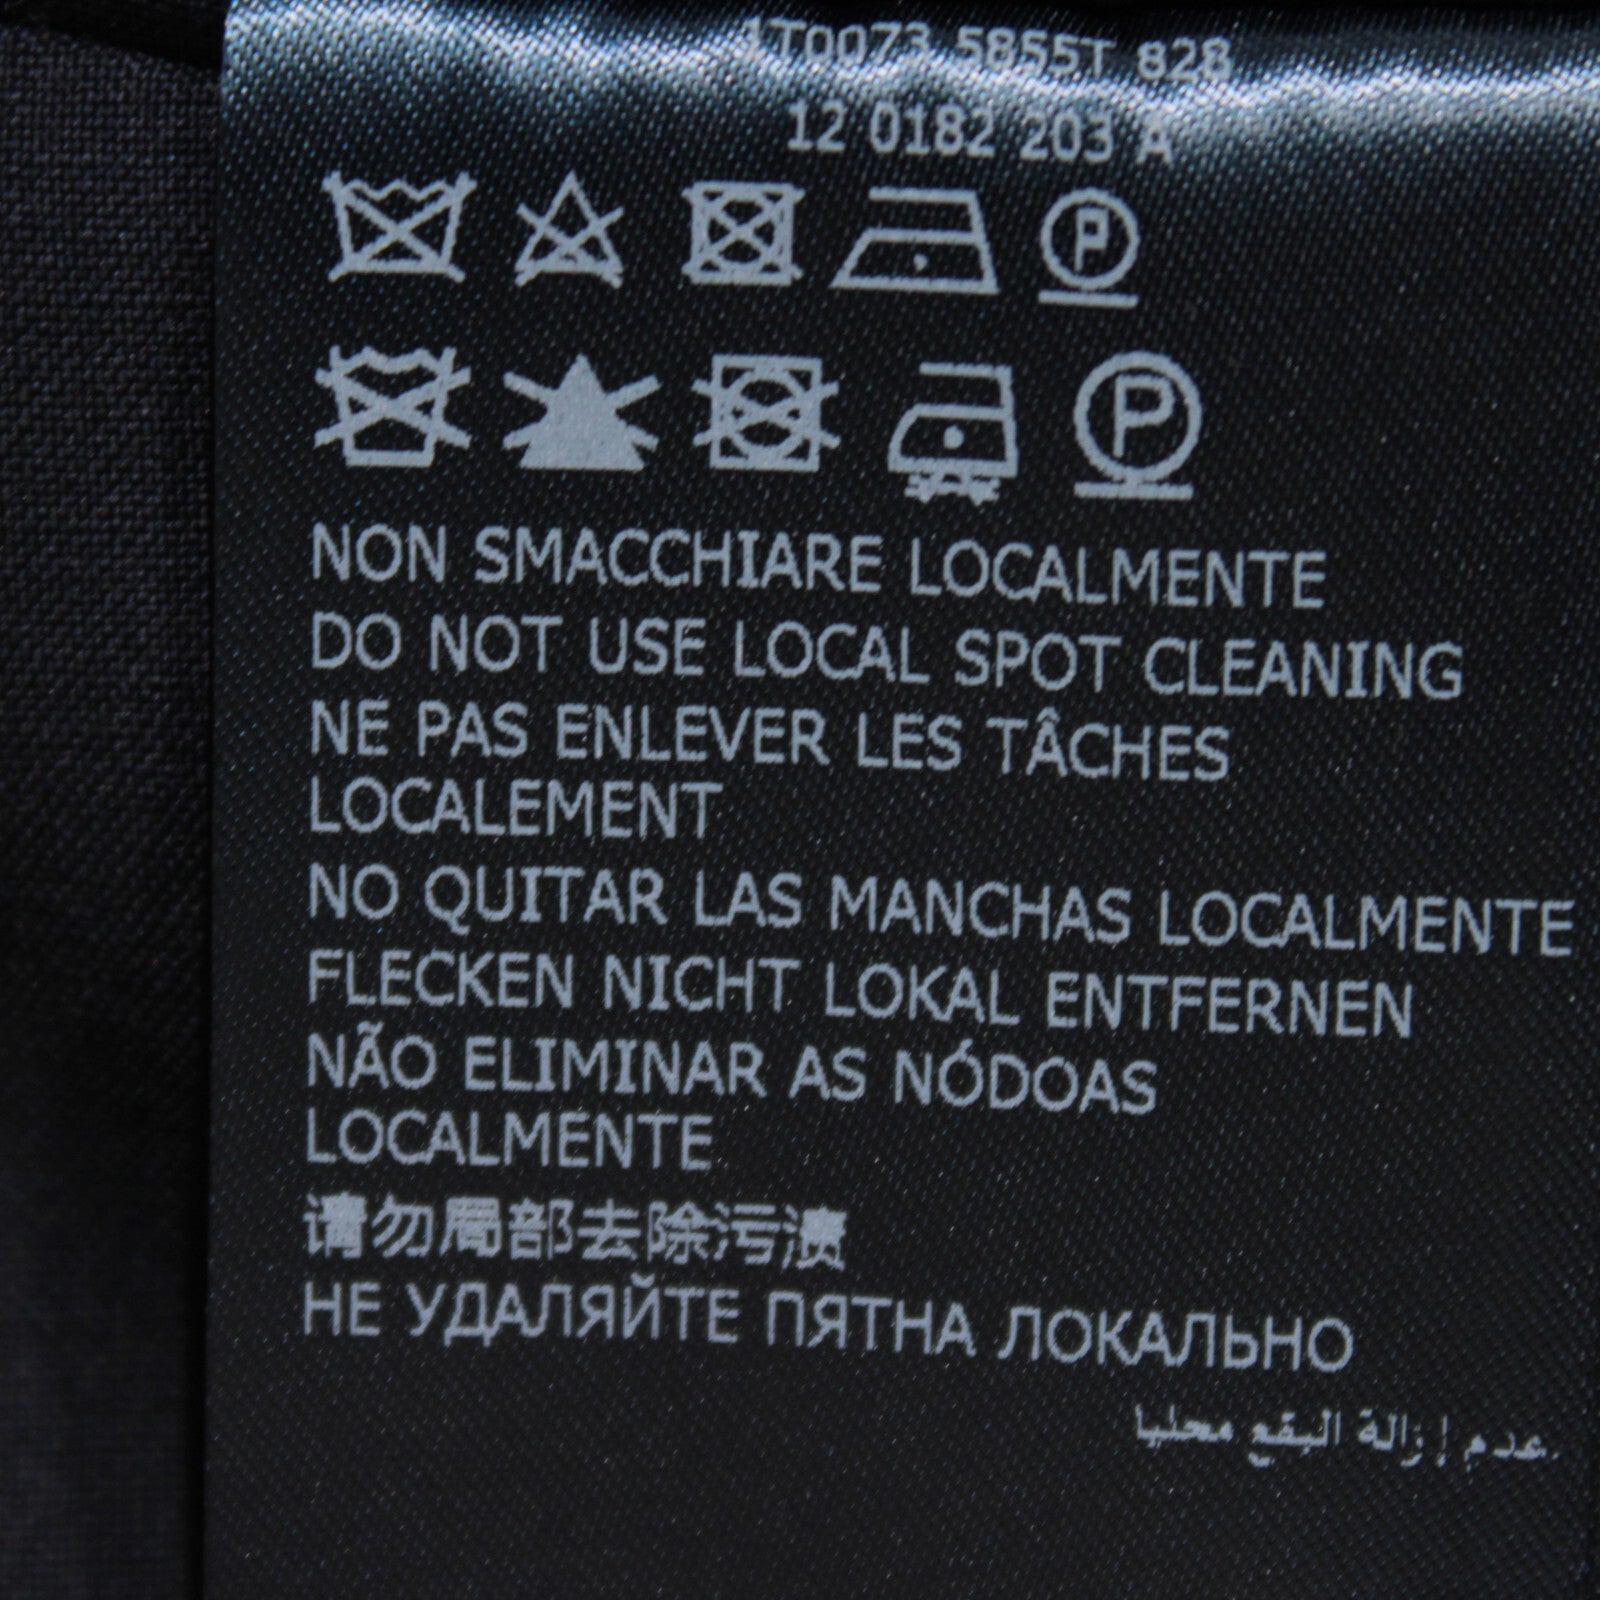 1T0073 5855T 828
12 0182 203 A
P
P
NON SMACCHIARE LOCALMENTE
DO NOT USE LOCAL SPOT CLEANING
NE PAS ENLEVER LES TÂCHES
LOCALEMENT
NO QUITAR LAS MANCHAS LOCALMENTE
FLECKEN NICHT LOKAL ENTFERNEN
NÃO ELIMINAR AS NÓDOAS
LOCALMENTE
请勿局部去除污渍
НЕ УДАЛЯЙТЕ ПЯТНА ЛОКАЛЬНО
عدم إزالة البقع محليا.